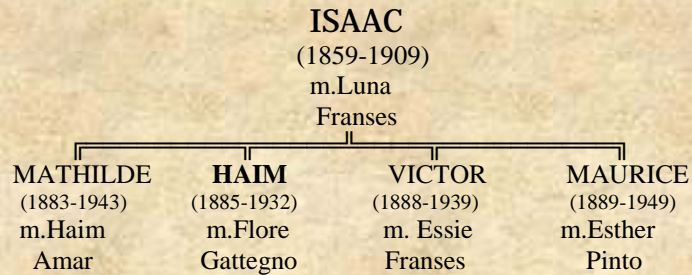 ISAAC
(1859-1909)
m.Luna
Franses
MATHILDE HAIM VICTOR MAURICE
(1883-1943) (1885-1932) (1888-1939) (1889-1949)
m.Haim m.Flore m. Essie m.Esther
Amar Gattegno Franses Pinto